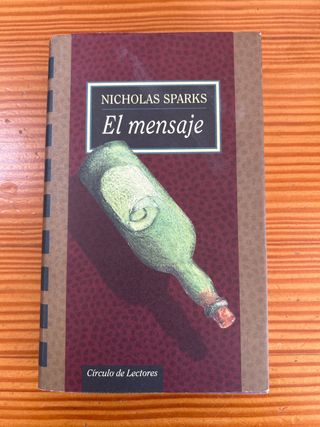 NICHOLAS SPARKS
El mensaje
Círculo de Lectores